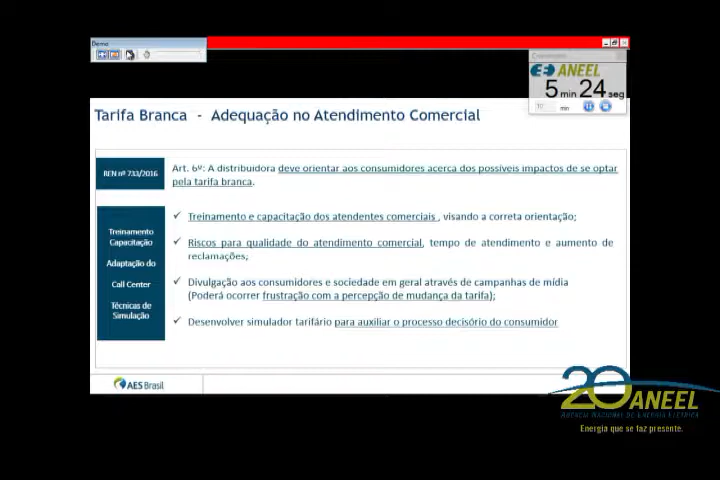 Demo
ANEEL
5 min 24 seg
10 min
Tarifa Branca - Adequação no Atendimento Comercial
REN nº 733/2016
Art. 6º: A distribuidora deve orientar aos consumidores acerca dos possíveis impactos de se optar
pela tarifa branca.
Treinamento
Capacitação
Adaptação do
Call Center
Técnicas de
Simulação
✓ Treinamento e capacitação dos atendentes comerciais , visando a correta orientação;
✓ Riscos para qualidade do atendimento comercial, tempo de atendimento e aumento de
reclamações;
✓ Divulgação aos consumidores e sociedade em geral através de campanhas de mídia
(Poderá ocorrer frustração com a percepção de mudança da tarifa);
✓ Desenvolver simulador tarifário para auxiliar o processo decisório do consumidor
AES Brasil
20 ANEEL
AGÊNCIA NACIONAL DE ENERGIA ELÉTRICA
Energia que se faz presente.